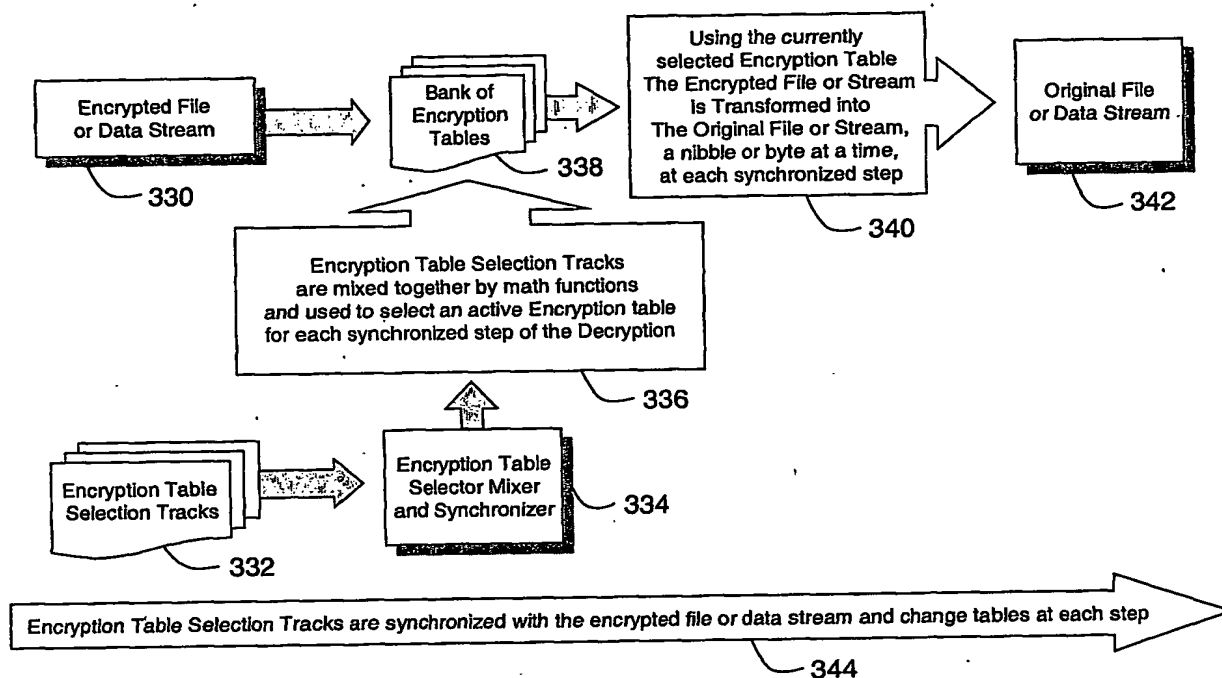 Encrypted File
or Data Stream
330
Bank of
Encryption
Tables
338
Using the currently
selected Encryption Table
The Encrypted File or Stream
is Transformed into
The Original File or Stream,
a nibble or byte at a time,
at each synchronized step
340
Original File
or Data Stream
342
Encryption Table Selection Tracks
are mixed together by math functions
and used to select an active Encryption table
for each synchronized step of the Decryption
336
Encryption Table
Selection Tracks
332
Encryption Table
Selector Mixer
and Synchronizer
334
Encryption Table Selection Tracks are synchronized with the encrypted file or data stream and change tables at each step
344